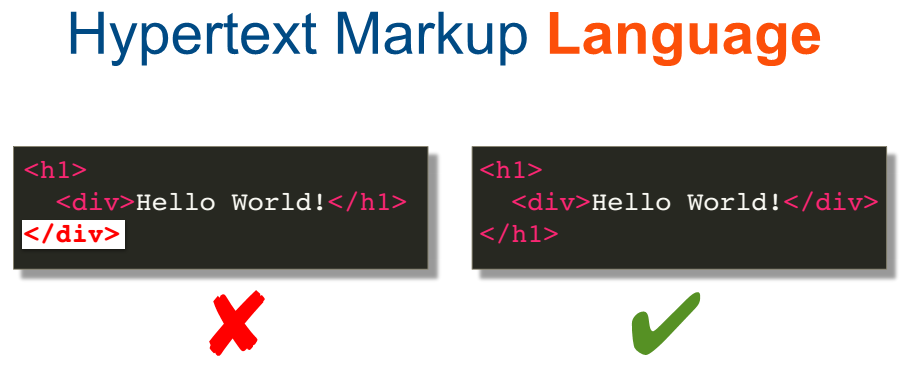 Hypertext Markup Language
<h1>
<div>Hello World!</h1>
</div>
<h1>
<div>Hello World!</div>
</h1>